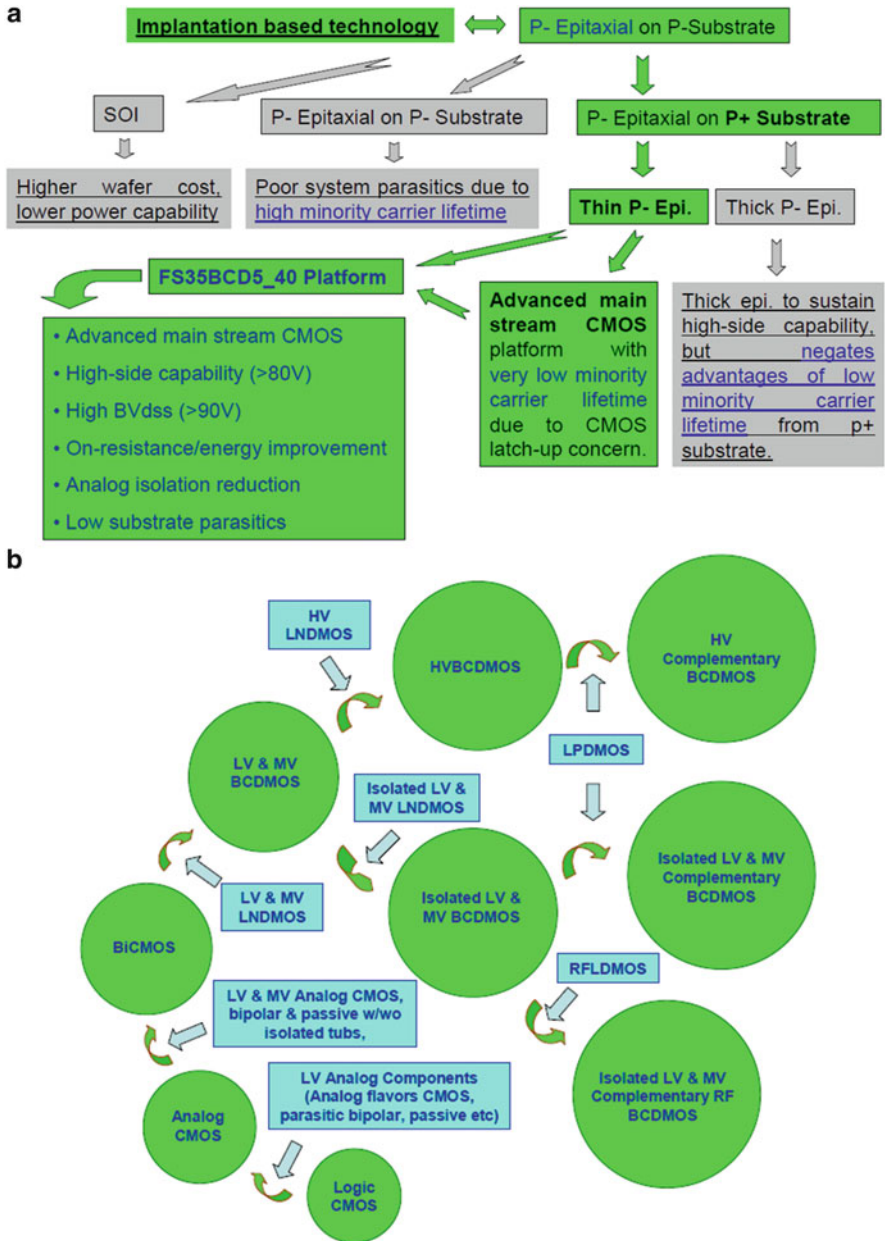 a
Implantation based technology
P- Epitaxial on P-Substrate
SOI
P- Epitaxial on P- Substrate
P- Epitaxial on P+ Substrate
Higher wafer cost,
lower power capability
Poor system parasitics due to
high minority carrier lifetime
Thin P- Epi.
Thick P- Epi.
FS35BCD5_40 Platform
• Advanced main stream CMOS
• High-side capability (>80V)
• High BVdss (>90V)
• On-resistance/energy improvement
• Analog isolation reduction
• Low substrate parasitics
Advanced main
stream CMOS
platform with
very low minority
carrier lifetime
due to CMOS
latch-up concern.
Thick epi. to sustain
high-side capability,
but negates
advantages of low
minority carrier
lifetime from p+
substrate.
b
HV
LNDMOS
HVBCDMOS
HV
Complementary
BCDMOS
LV & MV
BCDMOS
LPDMOS
Isolated LV &
MV LNDMOS
Isolated LV & MV
Complementary
BCDMOS
LV & MV
LNDMOS
Isolated LV &
MV BCDMOS
BiCMOS
RFLDMOS
LV & MV Analog CMOS,
bipolar & passive w/wo
isolated tubs,
LV Analog Components
(Analog flavors CMOS,
parasitic bipolar, passive etc)
Isolated LV & MV
Complementary RF
BCDMOS
Analog
CMOS
Logic
CMOS